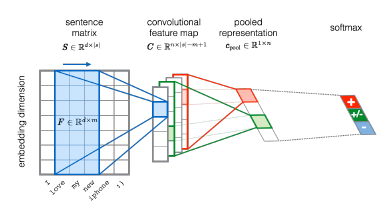 sentence
matrix
S ∈ ℝ^{d×|s|}
convolutional
feature map
C ∈ ℝ^{n×|s|−m+1}
pooled
representation
c_pool ∈ ℝ^{1×n}
softmax
embedding dimension
F ∈ ℝ^{d×m}
I
love
my
new
iphone
:)
+
+/-
-